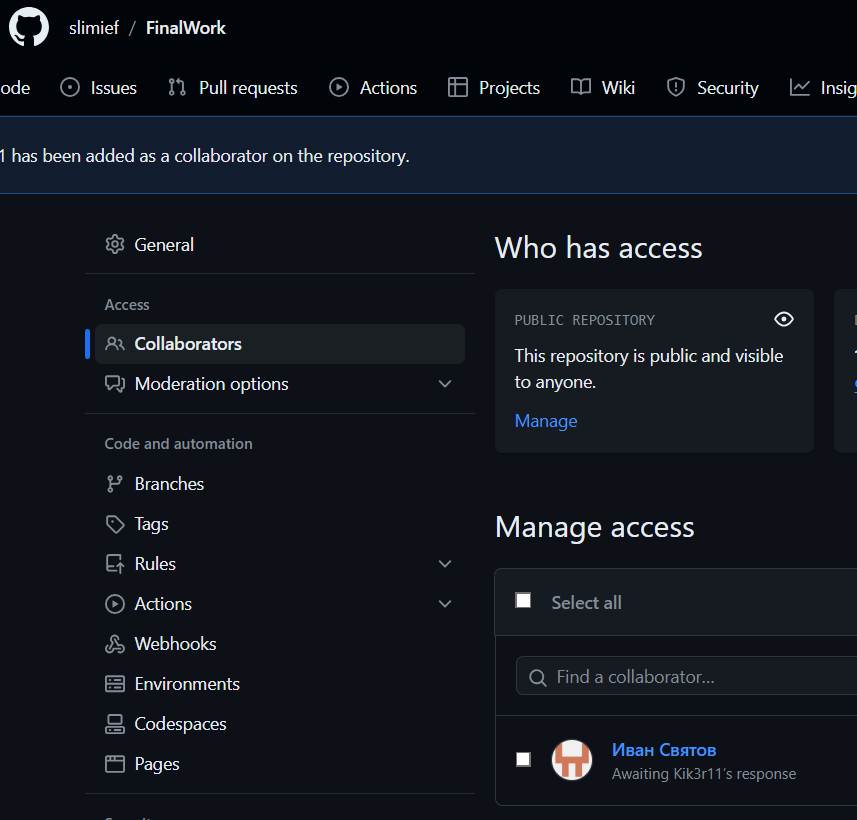 slimief / FinalWork
ode Issues Pull requests Actions Projects Wiki Security Insig
1 has been added as a collaborator on the repository.
General
Access
Collaborators
Moderation options
Code and automation
Branches
Tags
Rules
Actions
Webhooks
Environments
Codespaces
Pages
Who has access
PUBLIC REPOSITORY
This repository is public and visible
to anyone.
Manage
Manage access
Select all
Find a collaborator...
Иван Святов
Awaiting Kik3r11's response